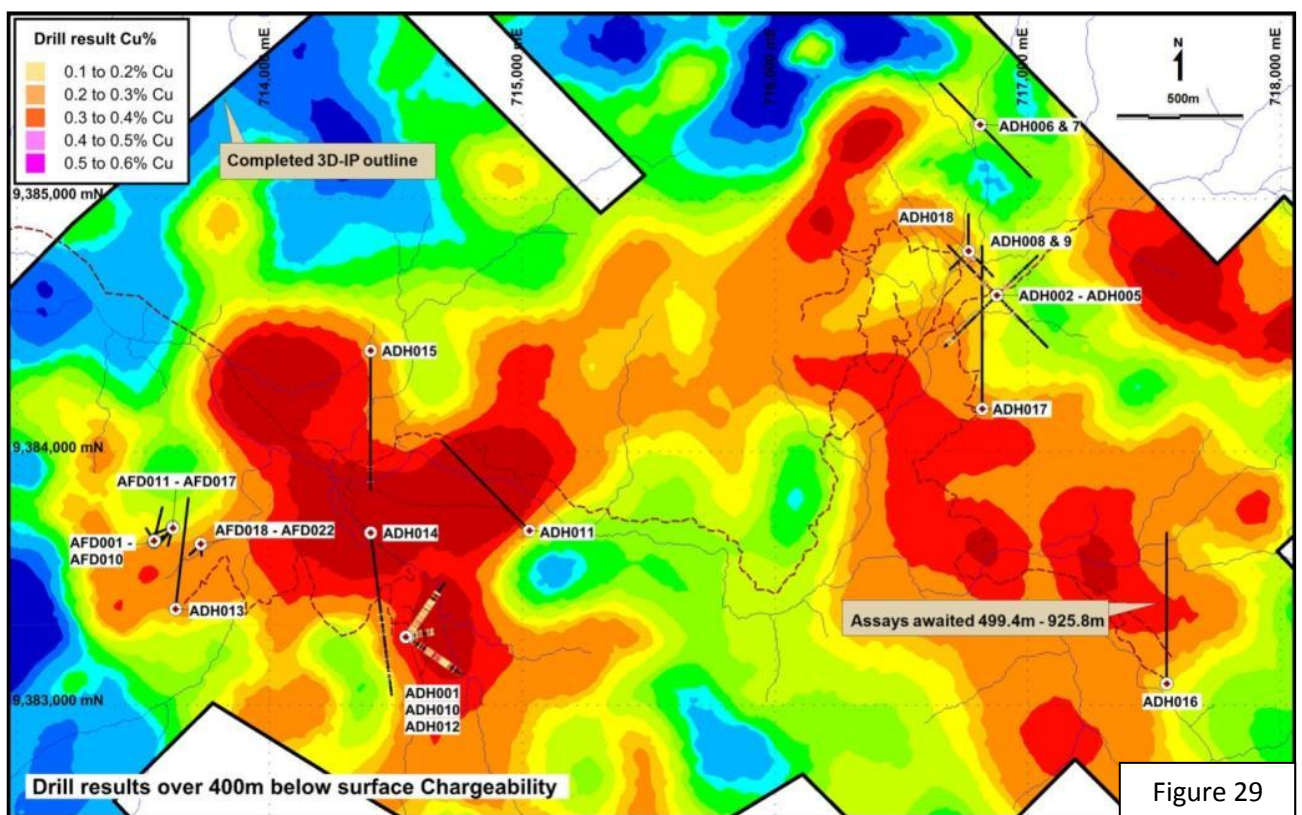 Drill result Cu%
0.1 to 0.2% Cu
0.2 to 0.3% Cu
0.3 to 0.4% Cu
0.4 to 0.5% Cu
0.5 to 0.6% Cu
714,000 mE
715,000 mE
716,000 mE
717,000 mE
718,000 mE
N
500m
Completed 3D-IP outline
9,385,000 mN
ADH006 & 7
ADH018
ADH008 & 9
ADH002 - ADH005
ADH015
ADH017
9,384,000 mN
AFD011 - AFD017
AFD018 - AFD022
AFD001 -
AFD010
ADH014
ADH011
ADH013
Assays awaited 499.4m - 925.8m
ADH001
ADH010
ADH012
9,383,000 mN
ADH016
Drill results over 400m below surface Chargeability
Figure 29